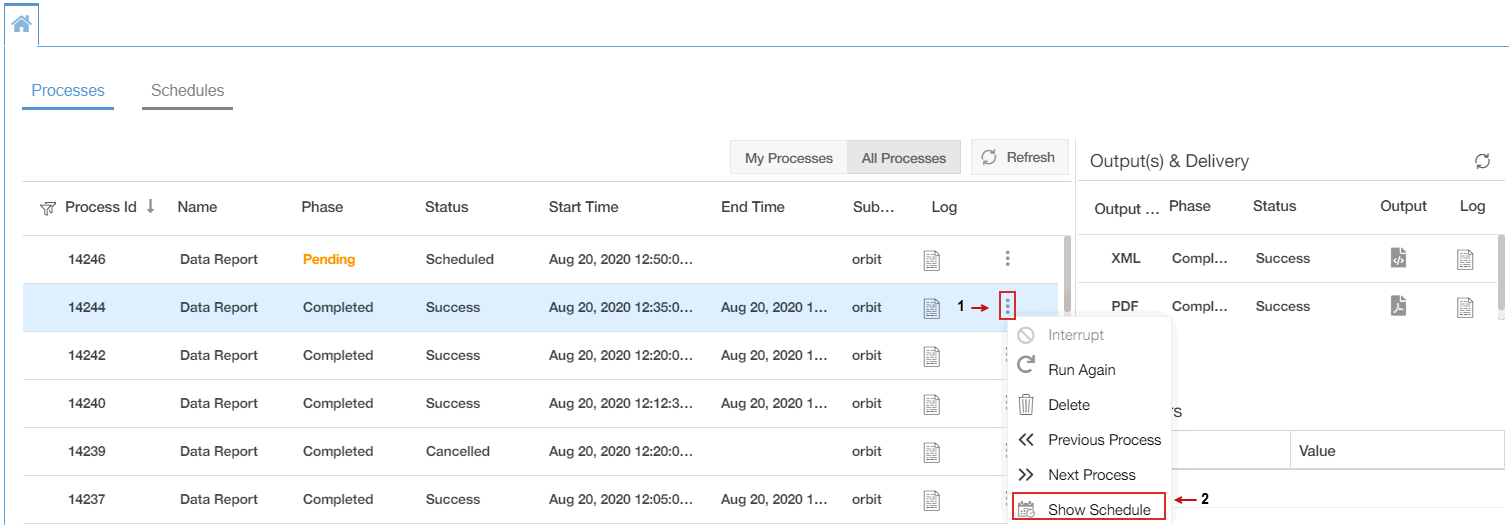 Processes Schedules
My Processes All Processes Refresh
Output(s) & Delivery
Process Id Name Phase Status Start Time End Time Sub... Log
Output ... Phase Status Output Log
14246 Data Report Pending Scheduled Aug 20, 2020 12:50:0... orbit
XML Compl... Success
14244 Data Report Completed Success Aug 20, 2020 12:35:0... Aug 20, 2020 1... orbit 1
PDF Compl... Success
Interrupt
14242 Data Report Completed Success Aug 20, 2020 12:20:0... Aug 20, 2020 1... orbit
Run Again
14240 Data Report Completed Success Aug 20, 2020 12:12:3... Aug 20, 2020 1... orbit
Delete
Previous Process
14239 Data Report Completed Cancelled Aug 20, 2020 12:20:0... orbit
Value
Next Process
14237 Data Report Completed Success Aug 20, 2020 12:05:0... Aug 20, 2020 1... orbit
Show Schedule 2